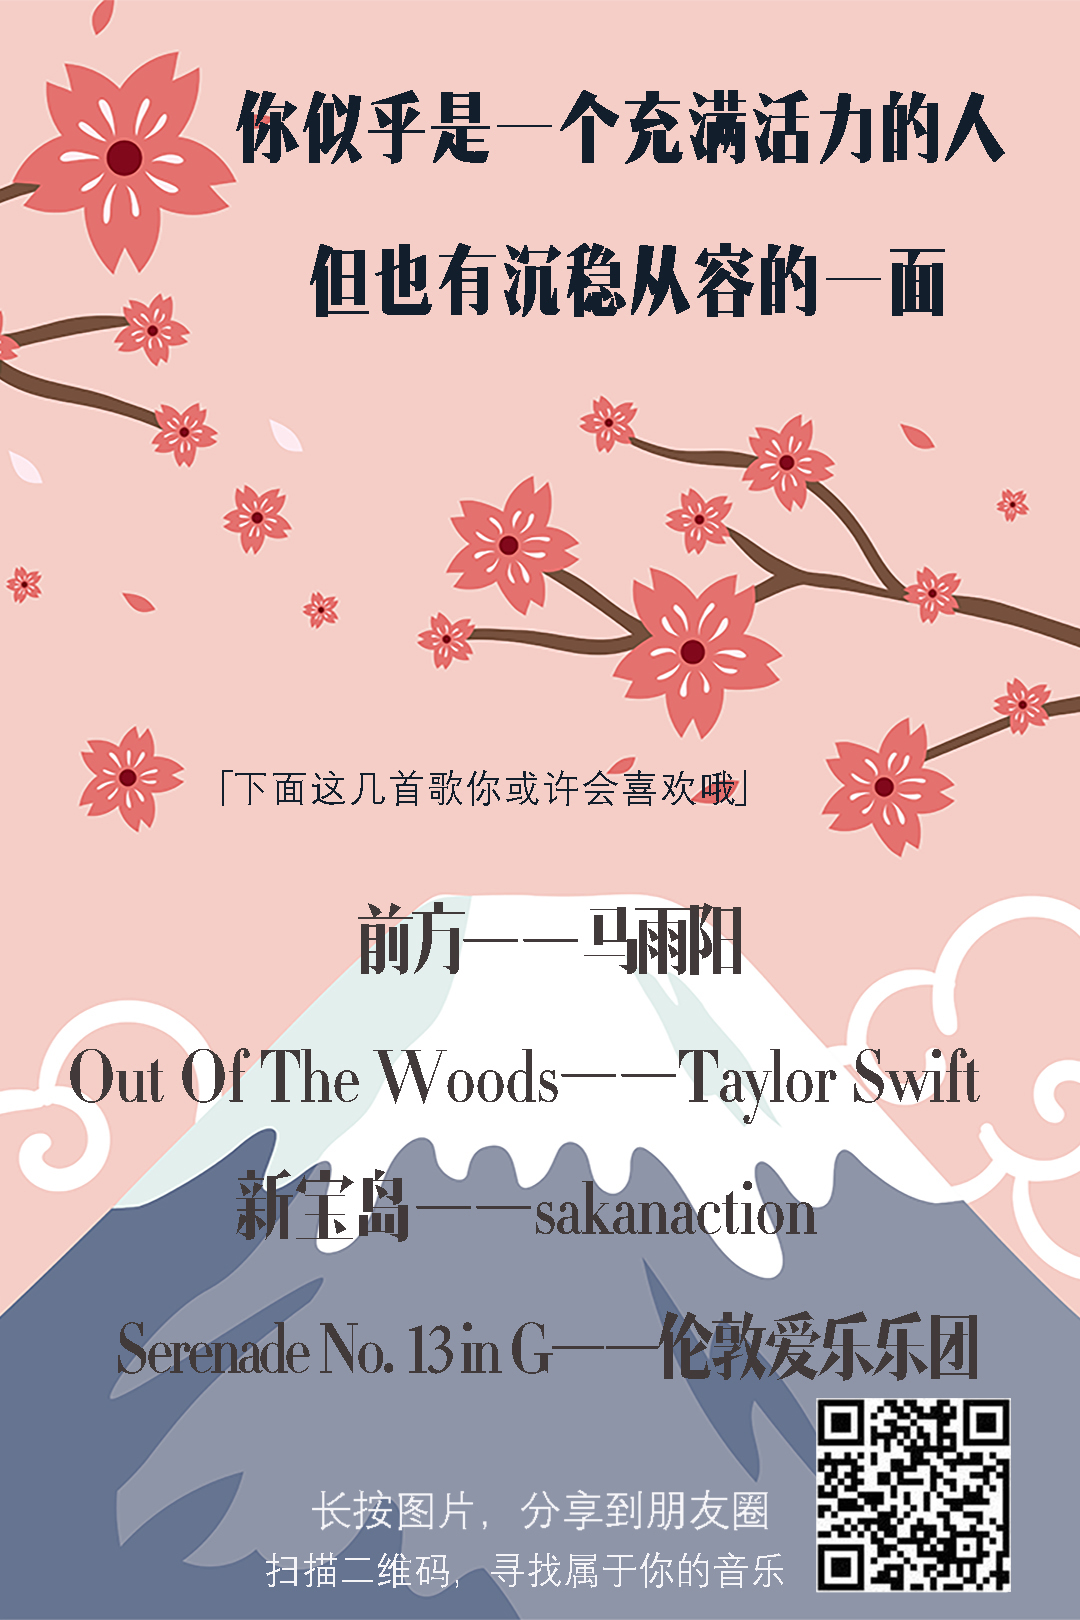 你似乎是一个充满活力的人
但也有沉稳从容的一面
「下面这几首歌你或许会喜欢哦」
前方——马雨阳
Out Of The Woods——Taylor Swift
新宝岛——sakanaction
Serenade No. 13 in G——伦敦爱乐乐团
长按图片，分享到朋友圈
扫描二维码，寻找属于你的音乐